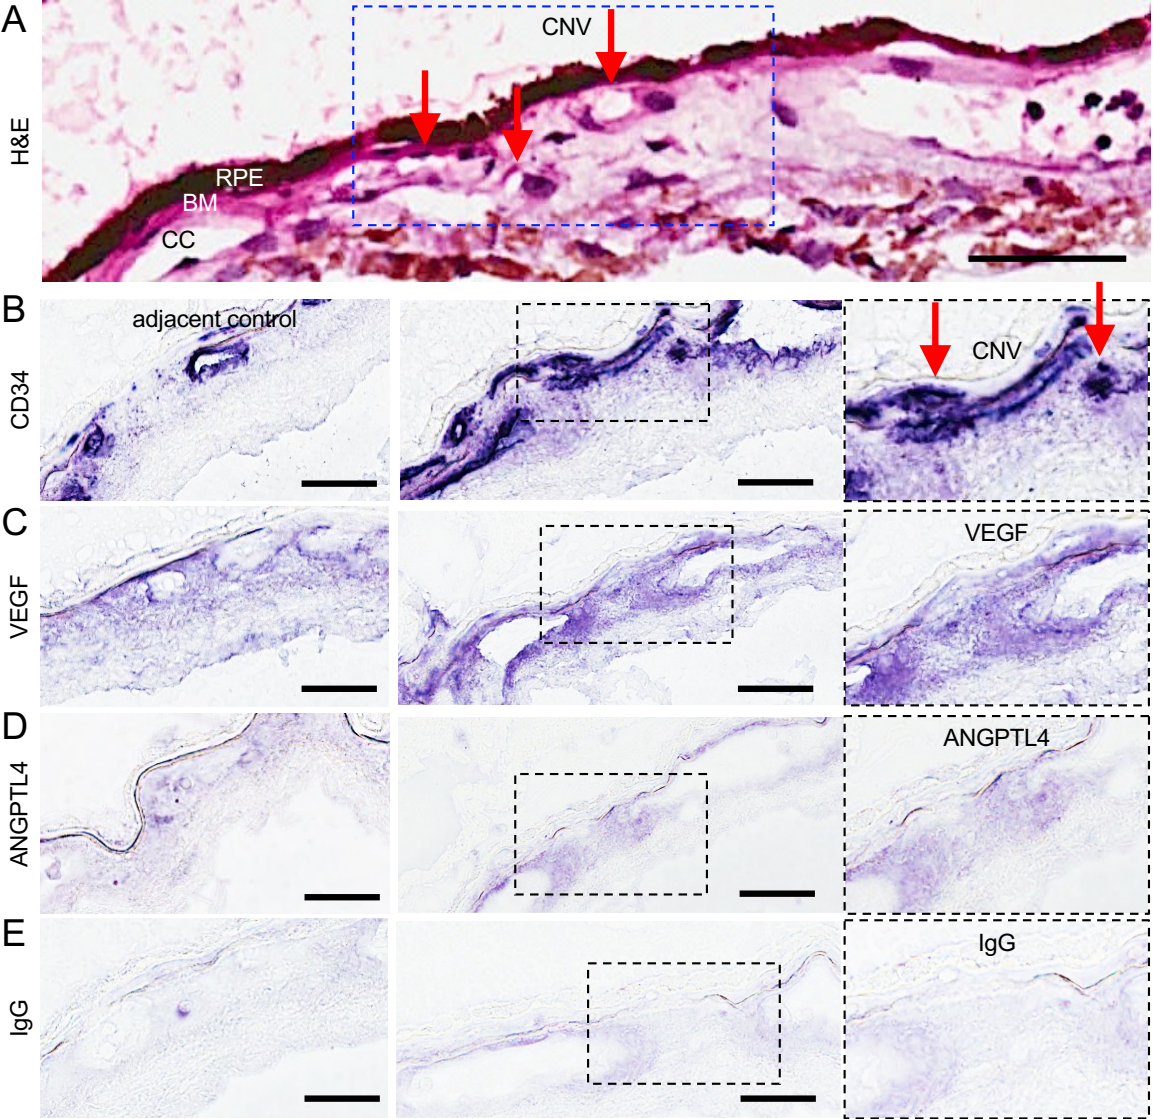 A
H&E
CNV
RPE
BM
CC
B
CD34
adjacent control
CNV
C
VEGF
VEGF
D
ANGPTL4
ANGPTL4
E
IgG
IgG